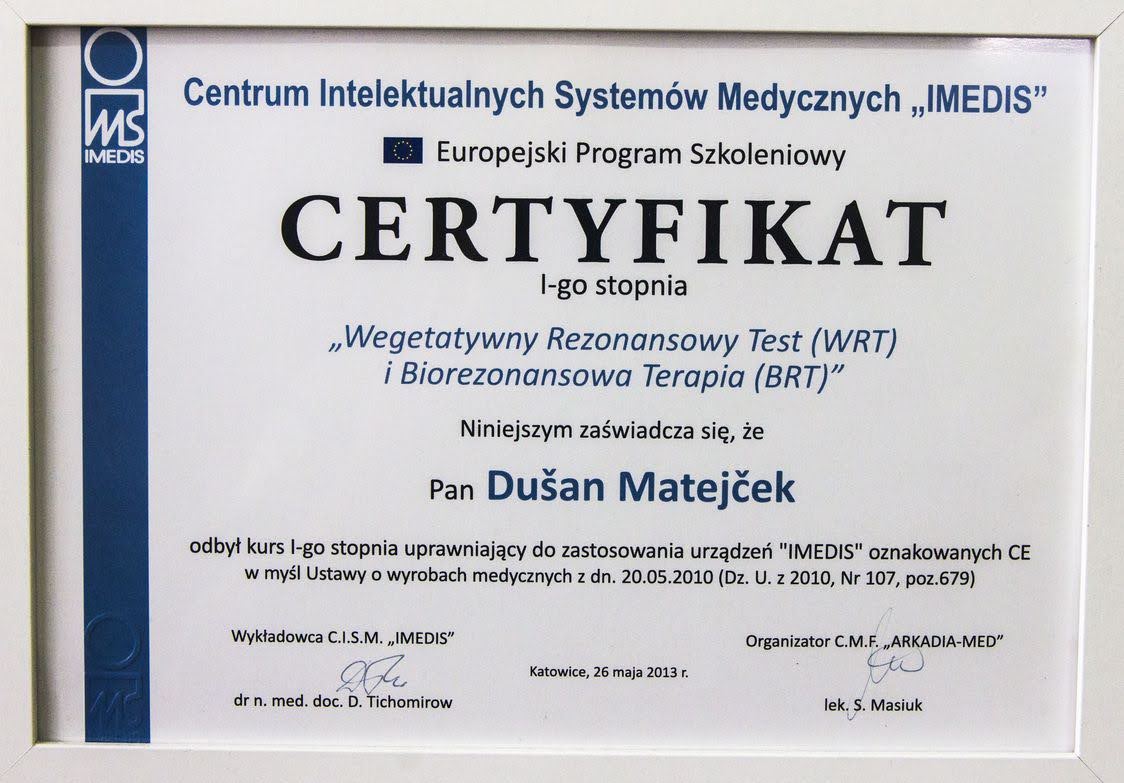 MS
IMEDIS
Centrum Intelektualnych Systemów Medycznych „IMEDIS”
Europejski Program Szkoleniowy
CERTYFIKAT
I-go stopnia
„Wegetatywny Rezonansowy Test (WRT)
i Biorezonansowa Terapia (BRT)”
Niniejszym zaświadcza się, że
Pan Dušan Matejček
odbył kurs I-go stopnia uprawniający do zastosowania urządzeń "IMEDIS" oznakowanych CE
w myśl Ustawy o wyrobach medycznych z dn. 20.05.2010 (Dz. U. z 2010, Nr 107, poz.679)
Wykładowca C.I.S.M. „IMEDIS”
dr n. med. doc. D. Tichomirow
Katowice, 26 maja 2013 r.
Organizator C.M.F. „ARKADIA-MED”
lek. S. Masiuk
MS